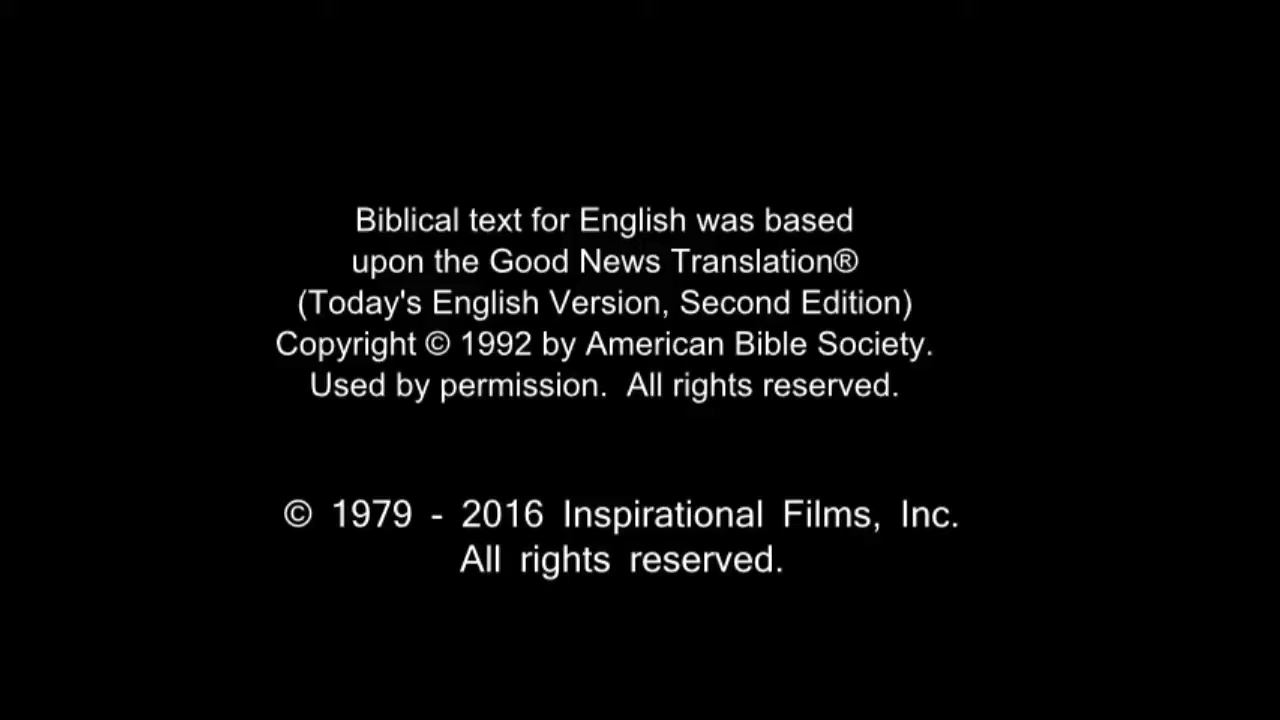 Biblical text for English was based
upon the Good News Translation®
(Today's English Version, Second Edition)
Copyright © 1992 by American Bible Society.
Used by permission.  All rights reserved.
© 1979 - 2016 Inspirational Films, Inc.
All rights reserved.